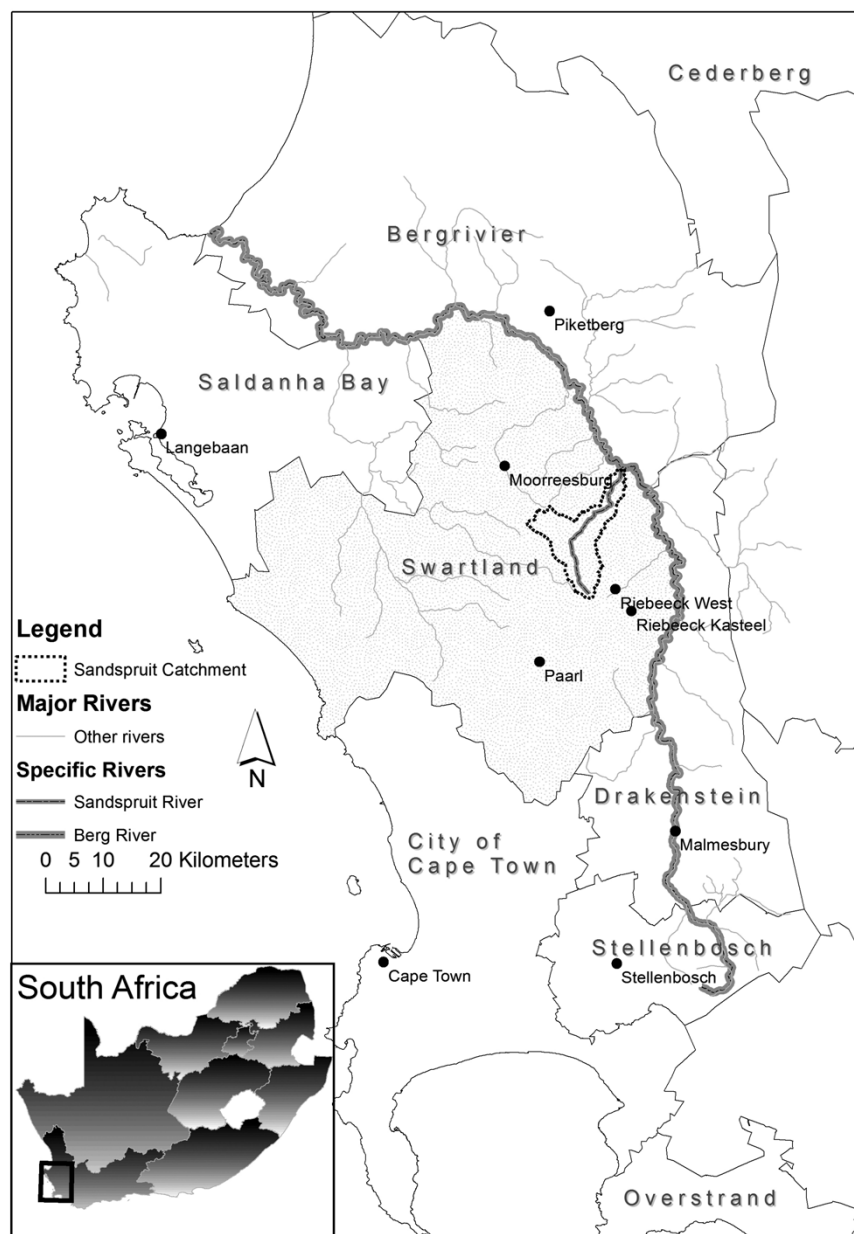 Cederberg
Bergrivier
Piketberg
Saldanha Bay
Langebaan
Moorreesburg
Swartland
Riebeeck West
Riebeeck Kasteel
Paarl
Legend
Sandspruit Catchment
Major Rivers
Other rivers
Specific Rivers
Sandspruit River
Berg River
0 5 10 20 Kilometers
N
Drakenstein
City of
Cape Town
Malmesbury
Stellenbosch
Stellenbosch
Cape Town
South Africa
Overstrand